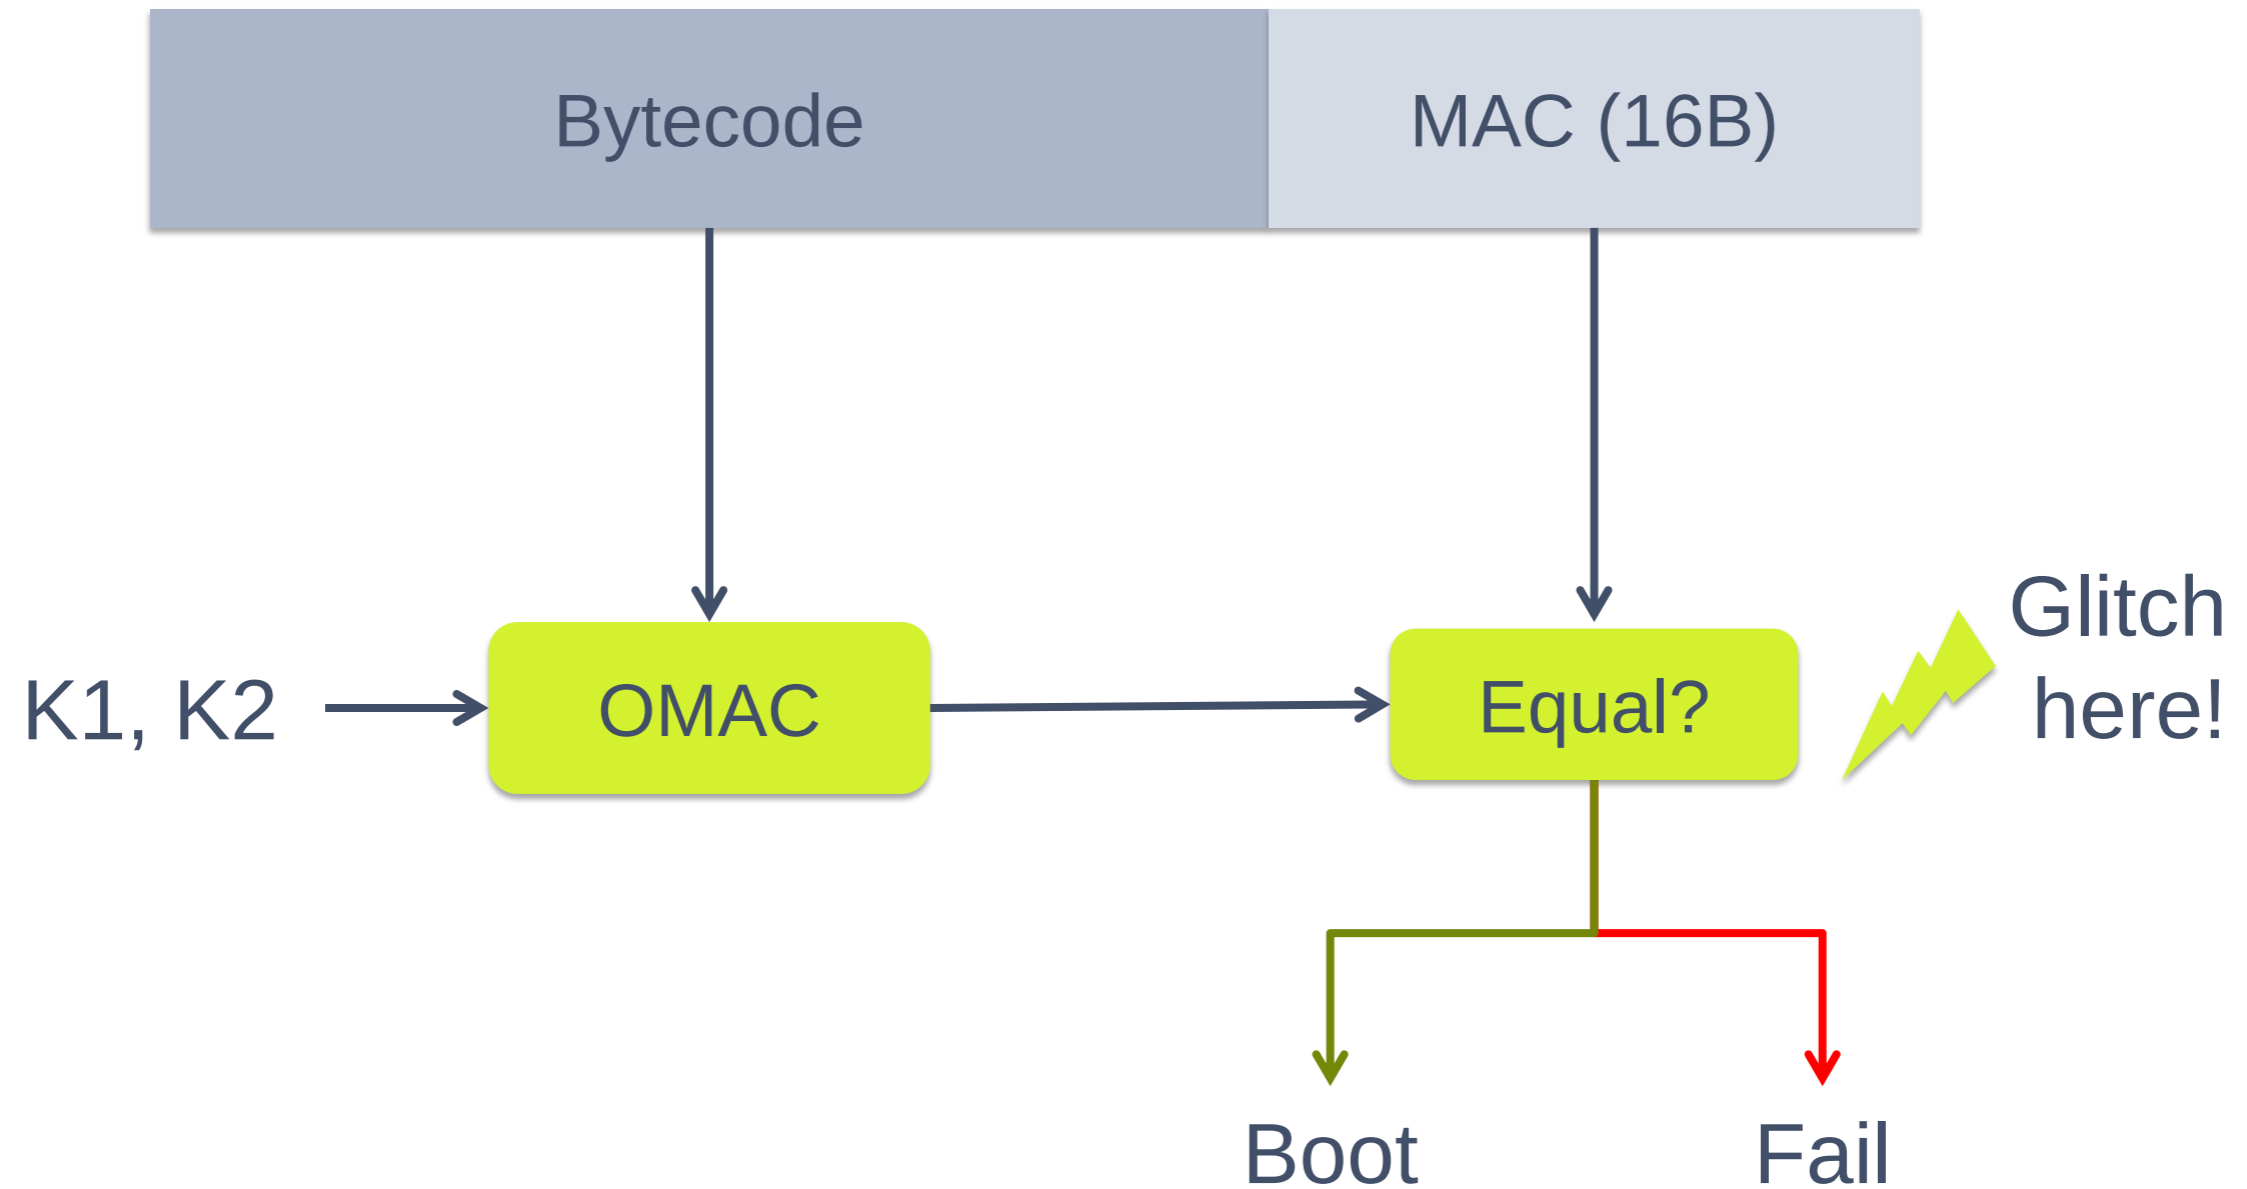 Bytecode
MAC (16B)
Glitch
here!
K1, K2
OMAC
Equal?
Boot
Fail